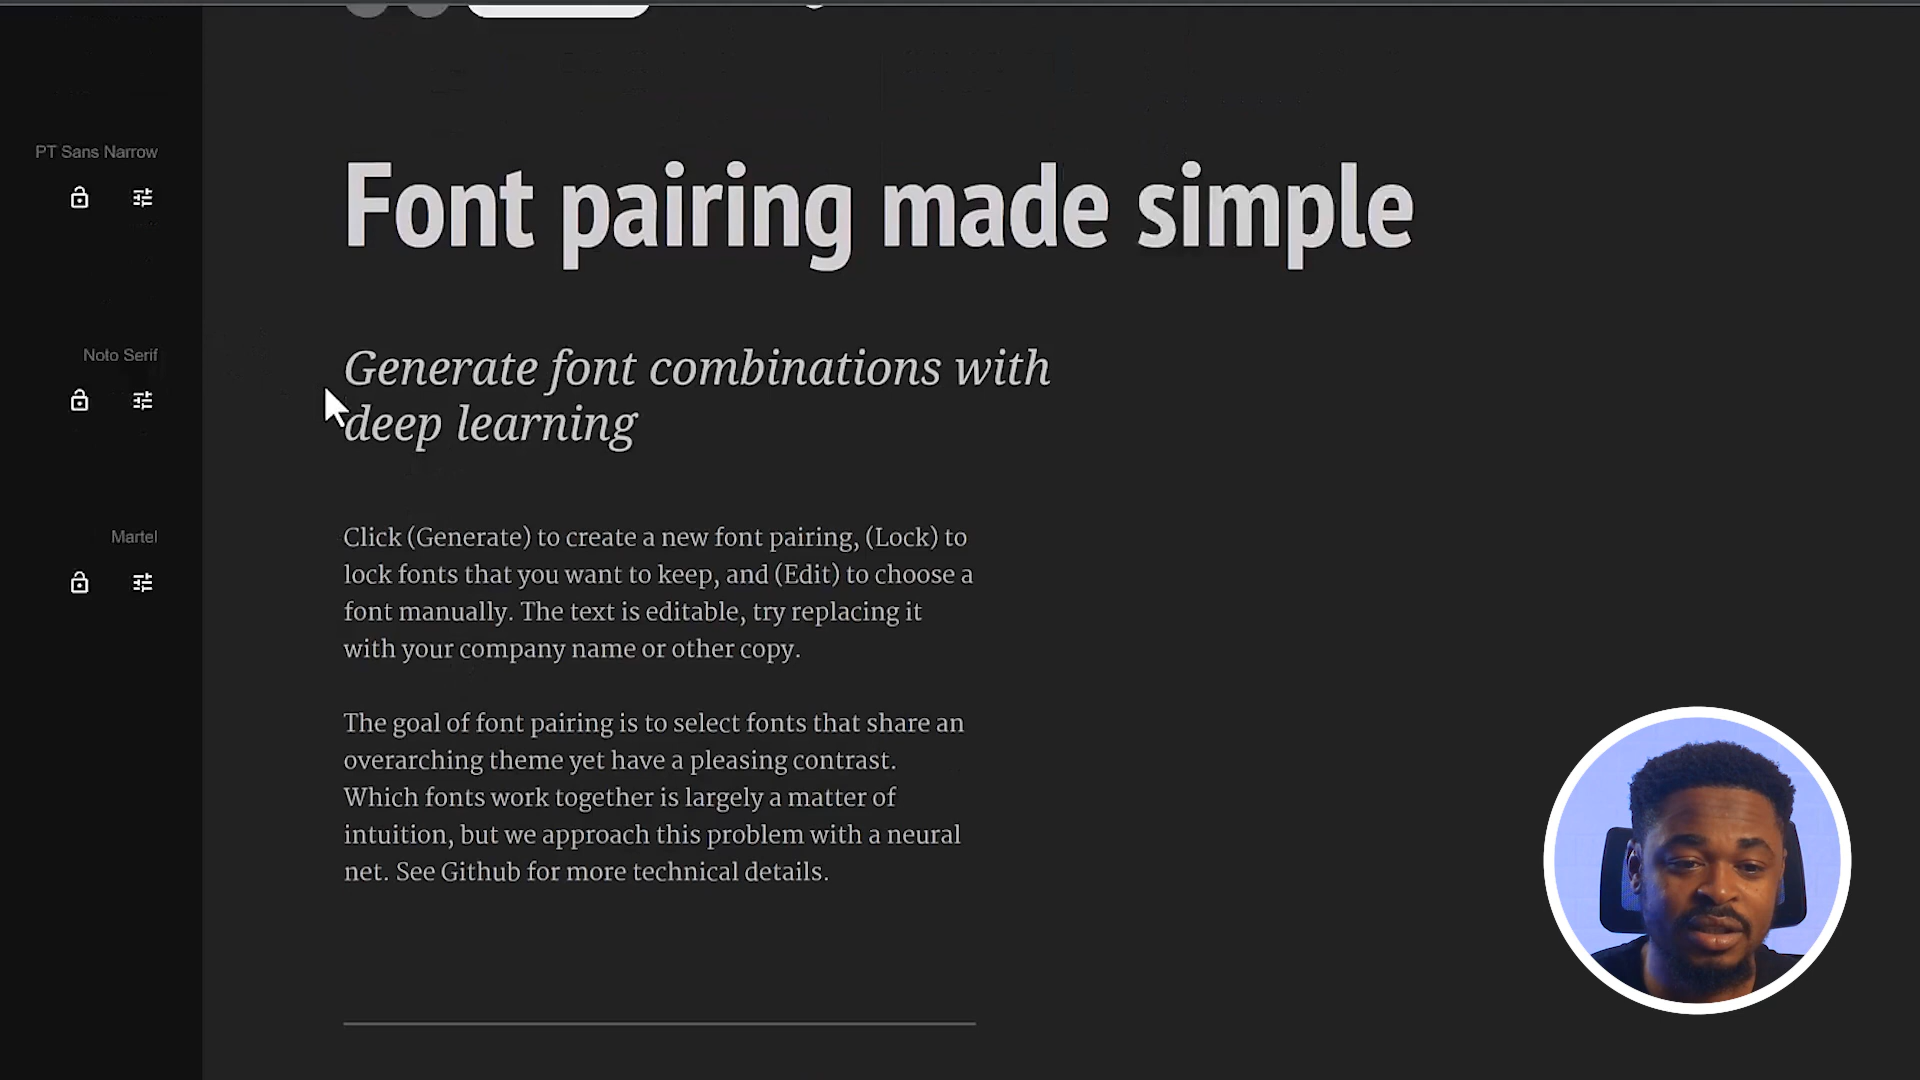 PT Sans Narrow
Font pairing made simple
Noto Serif
Generate font combinations with
deep learning
Martel
Click (Generate) to create a new font pairing, (Lock) to
lock fonts that you want to keep, and (Edit) to choose a
font manually. The text is editable, try replacing it
with your company name or other copy.
The goal of font pairing is to select fonts that share an
overarching theme yet have a pleasing contrast.
Which fonts work together is largely a matter of
intuition, but we approach this problem with a neural
net. See Github for more technical details.